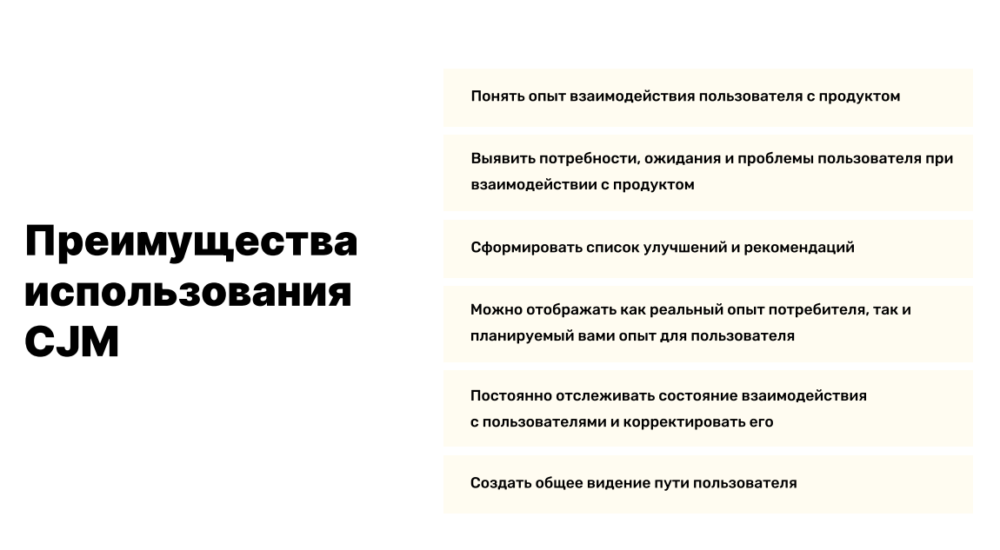 Преимущества
использования
CJM
Понять опыт взаимодействия пользователя с продуктом
Выявить потребности, ожидания и проблемы пользователя при
взаимодействии с продуктом
Сформировать список улучшений и рекомендаций
Можно отображать как реальный опыт потребителя, так и
планируемый вами опыт для пользователя
Постоянно отслеживать состояние взаимодействия
с пользователями и корректировать его
Создать общее видение пути пользователя